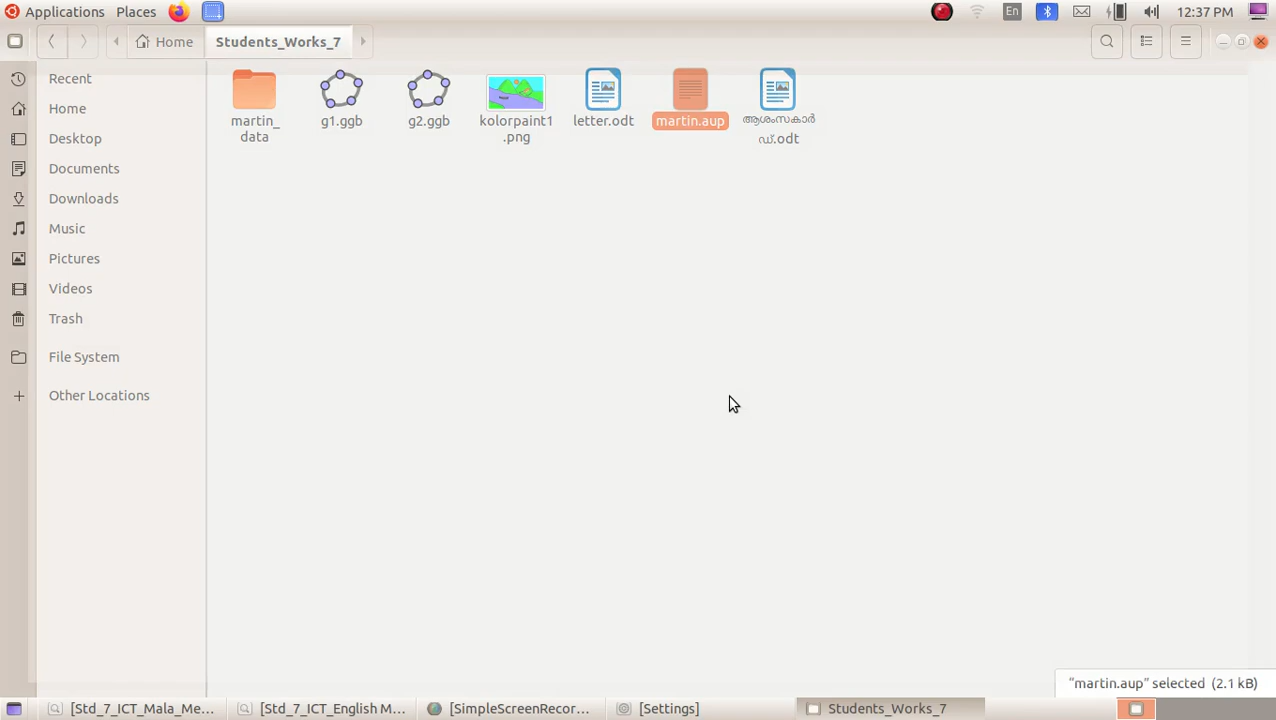 Applications Places En 12:37 PM
Home Students_Works_7
Recent
Home
Desktop
Documents
Downloads
Music
Pictures
Videos
Trash
File System
Other Locations
martin_
data
g1.ggb
g2.ggb
kolorpaint1
.png
letter.odt
martin.aup
ആശംസകാർ
ഡ്.odt
"martin.aup" selected (2.1 kB)
[Std_7_ICT_Mala_Me... [Std_7_ICT_English M... [SimpleScreenRecor... [Settings] Students_Works_7